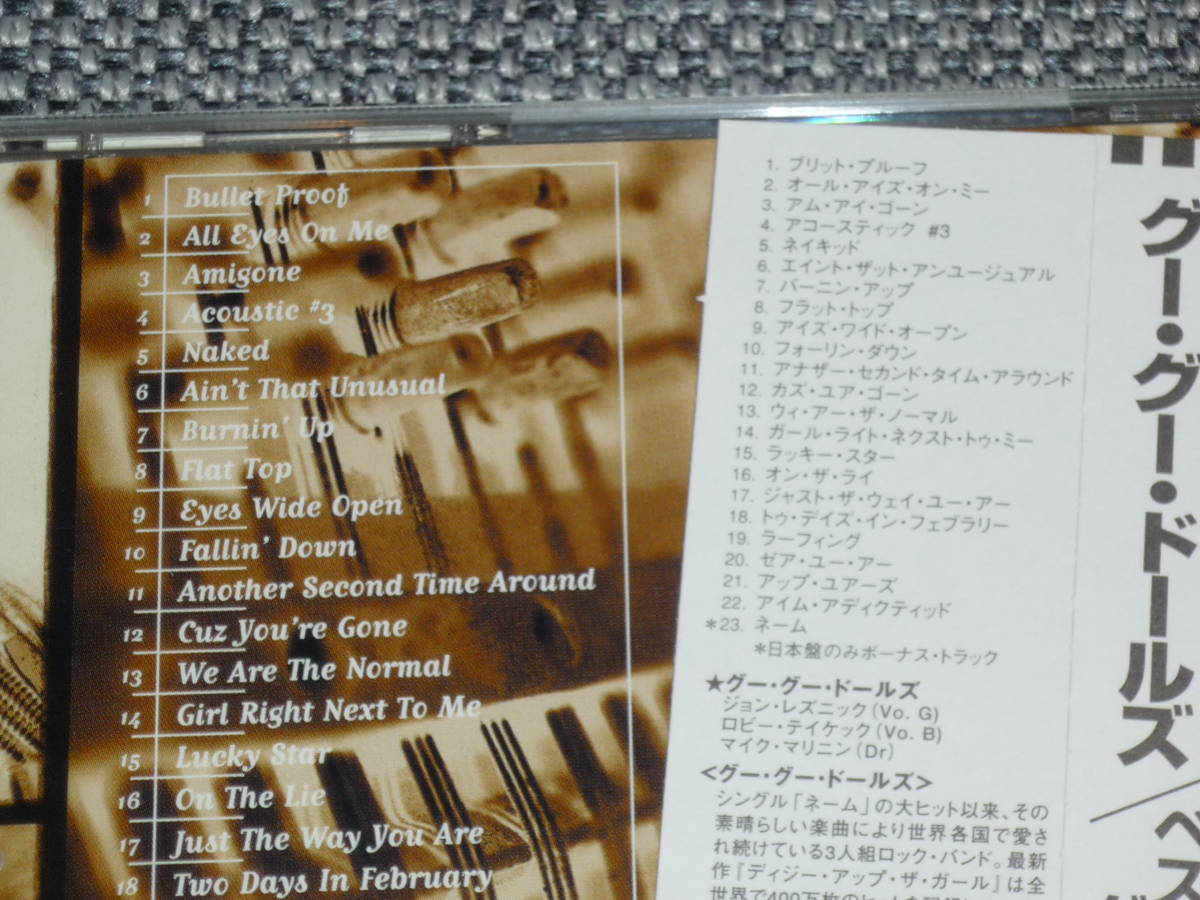 1 Bullet Proof
2 All Eyes On Me
3 Amigone
4 Acoustic #3
5 Naked
6 Ain't That Unusual
7 Burnin' Up
8 Flat Top
9 Eyes Wide Open
10 Fallin' Down
11 Another Second Time Around
12 Cuz You're Gone
13 We Are The Normal
14 Girl Right Next To Me
15 Lucky Star
16 On The Lie
17 Just The Way You Are
18 Two Days In February
1. ブリット・プルーフ
2. オール・アイズ・オン・ミー
3. アム・アイ・ゴーン
4. アコースティック #3
5. ネイキッド
6. エイント・ザット・アンユージュアル
7. バーニン・アップ
8. フラット・トップ
9. アイズ・ワイド・オープン
10. フォーリン・ダウン
11. アナザー・セカンド・タイム・アラウンド
12. カズ・ユア・ゴーン
13. ウィ・アー・ザ・ノーマル
14. ガール・ライト・ネクスト・トゥ・ミー
15. ラッキー・スター
16. オン・ザ・ライ
17. ジャスト・ザ・ウェイ・ユー・アー
18. トゥ・デイズ・イン・フェブラリー
19. ラーフィング
20. ゼア・ユー・アー
21. アップ・ユアーズ
22. アイム・アディクティッド
*23. ネーム
*日本盤のみボーナス・トラック
★グー・グー・ドールズ
ジョン・レズニック(Vo. G)
ロビー・テイケック(Vo. B)
マイク・マリニン(Dr)
<グー・グー・ドールズ>
シングル「ネーム」の大ヒット以来、その
素晴らしい楽曲により世界各国で愛さ
れ続けている3人組ロック・バンド。最新
作『ディジー・アップ・ザ・ガール』は全
世界で400万枚の
グー・グー・ドールズ/ベス